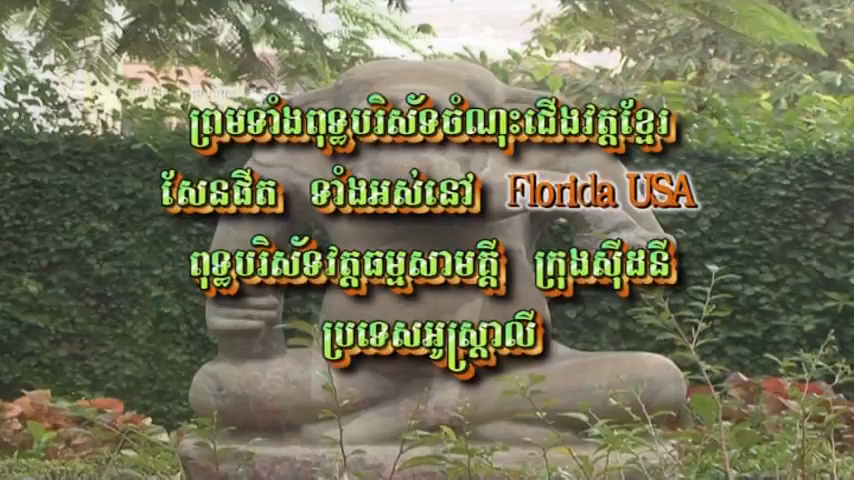 ព្រមទាំងពុទ្ធបរិស័ទចំណុះជើងវត្តខ្មែរ
សែនធីត ទាំងអស់នៅ Florida USA
ពុទ្ធបរិស័ទវត្តធម្មសាមគ្គី ក្រុងស៊ីដនី
ប្រទេសអូស្ត្រាលី